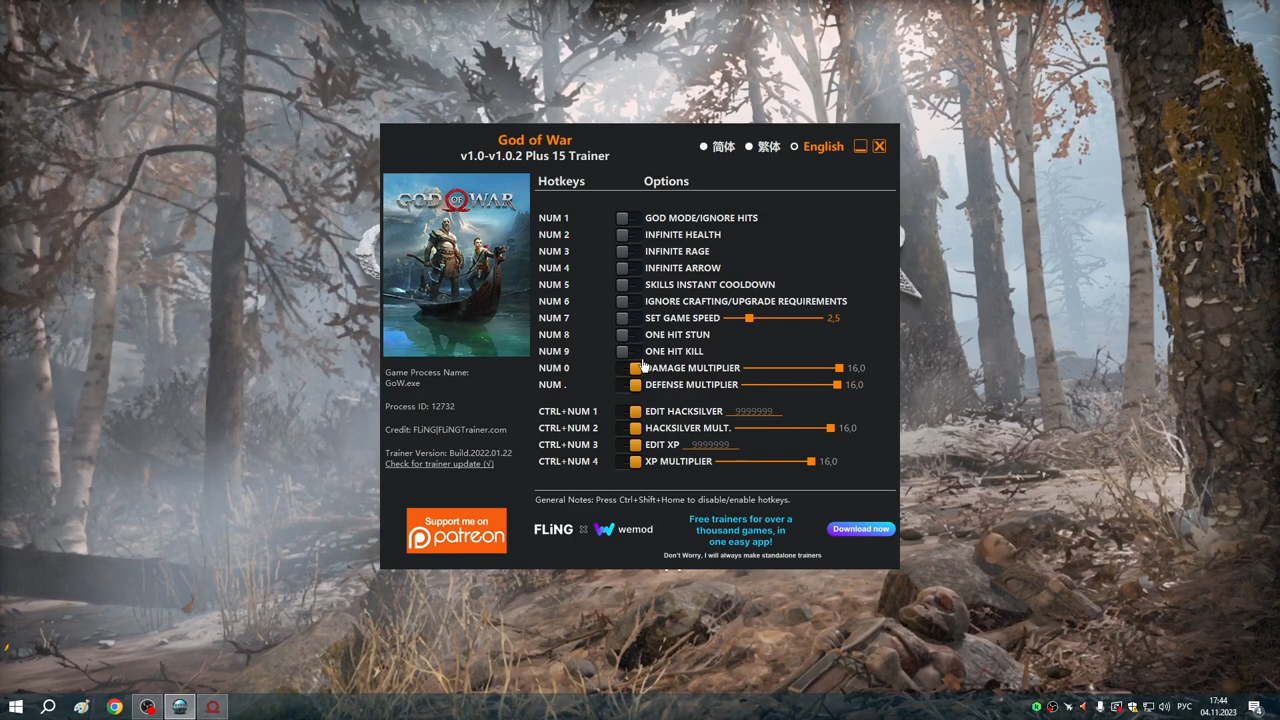 God of War
v1.0-v1.0.2 Plus 15 Trainer
简体 繁体 English
GOD OF WAR
Hotkeys Options
NUM 1 GOD MODE/IGNORE HITS
NUM 2 INFINITE HEALTH
NUM 3 INFINITE RAGE
NUM 4 INFINITE ARROW
NUM 5 SKILLS INSTANT COOLDOWN
NUM 6 IGNORE CRAFTING/UPGRADE REQUIREMENTS
NUM 7 SET GAME SPEED 2,5
NUM 8 ONE HIT STUN
NUM 9 ONE HIT KILL
NUM 0 DAMAGE MULTIPLIER 16,0
NUM . DEFENSE MULTIPLIER 16,0
CTRL+NUM 1 EDIT HACKSILVER 9999999
CTRL+NUM 2 HACKSILVER MULT. 16,0
CTRL+NUM 3 EDIT XP 9999999
CTRL+NUM 4 XP MULTIPLIER 16,0
Game Process Name:
GoW.exe
Process ID: 12732
Credit: FLiNG|FLiNGTrainer.com
Trainer Version: Build.2022.01.22
Check for trainer update (√)
Support me on
patreon
General Notes: Press Ctrl+Shift+Home to disable/enable hotkeys.
FLiNG wemod
Free trainers for over a
thousand games, in
one easy app!
Download now
Don't Worry, I will always make standalone trainers
РУС
17:44
04.11.2023
4